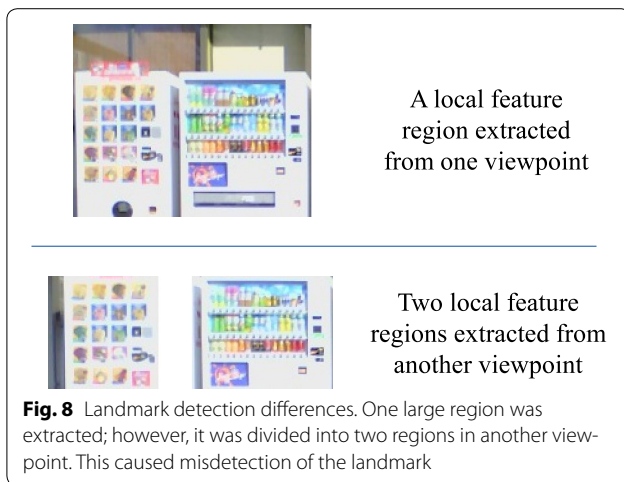 A local feature
region extracted
from one viewpoint
Two local feature
regions extracted from
another viewpoint
Fig. 8 Landmark detection differences. One large region was
extracted; however, it was divided into two regions in another view-
point. This caused misdetection of the landmark